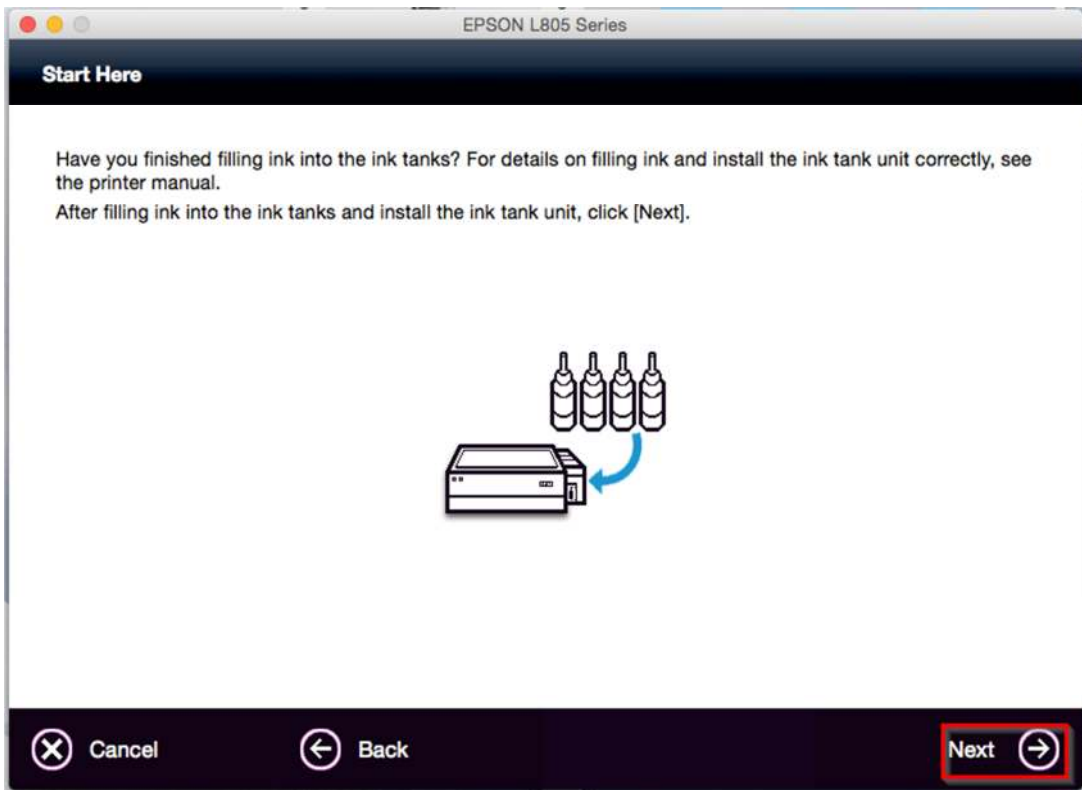 EPSON L805 Series
Start Here
Have you finished filling ink into the ink tanks? For details on filling ink and install the ink tank unit correctly, see
the printer manual.
After filling ink into the ink tanks and install the ink tank unit, click [Next].
Cancel
Back
Next